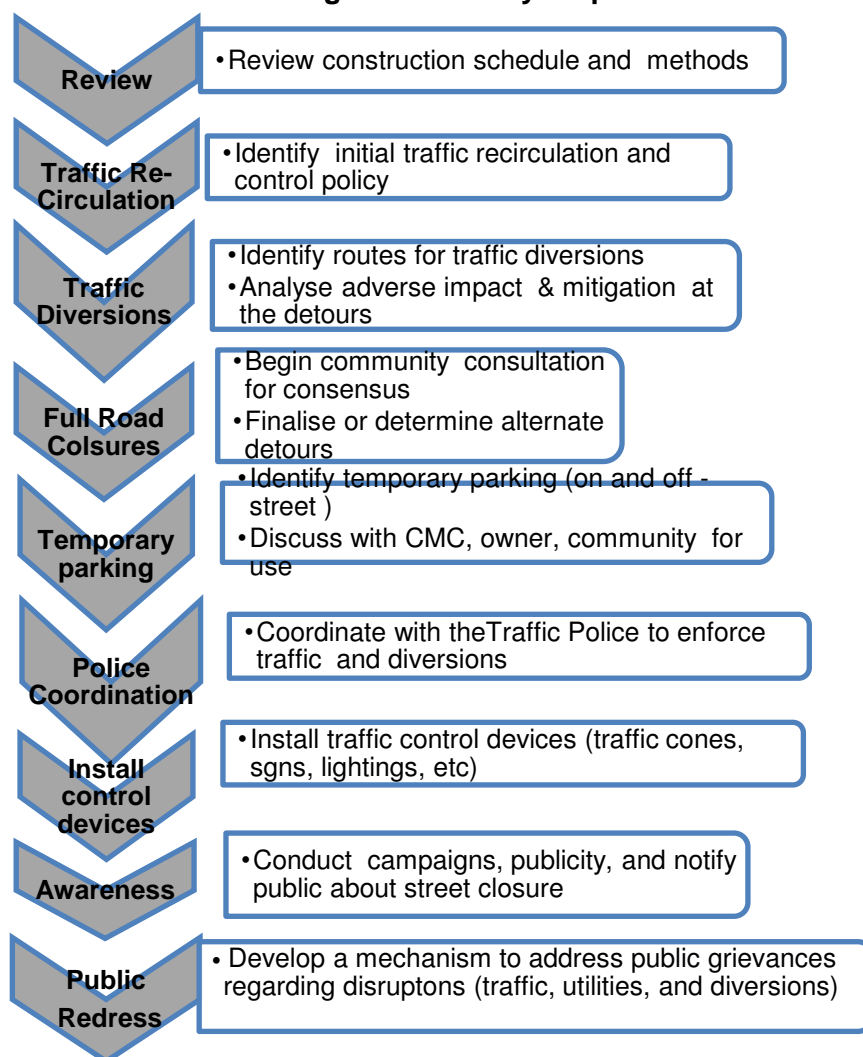 Review
• Review construction schedule and methods
Traffic Re-
Circulation
• Identify initial traffic recirculation and
control policy
Traffic
Diversions
• Identify routes for traffic diversions
• Analyse adverse impact & mitigation at
the detours
Full Road
Colsures
• Begin community consultation
for consensus
• Finalise or determine alternate
detours
Temporary
parking
• Identify temporary parking (on and off -
street )
• Discuss with CMC, owner, community for
use
Police
Coordination
• Coordinate with theTraffic Police to enforce
traffic and diversions
Install
control
devices
• Install traffic control devices (traffic cones,
sgns, lightings, etc)
Awareness
• Conduct campaigns, publicity, and notify
public about street closure
Public
Redress
• Develop a mechanism to address public grievances
regarding disruptons (traffic, utilities, and diversions)